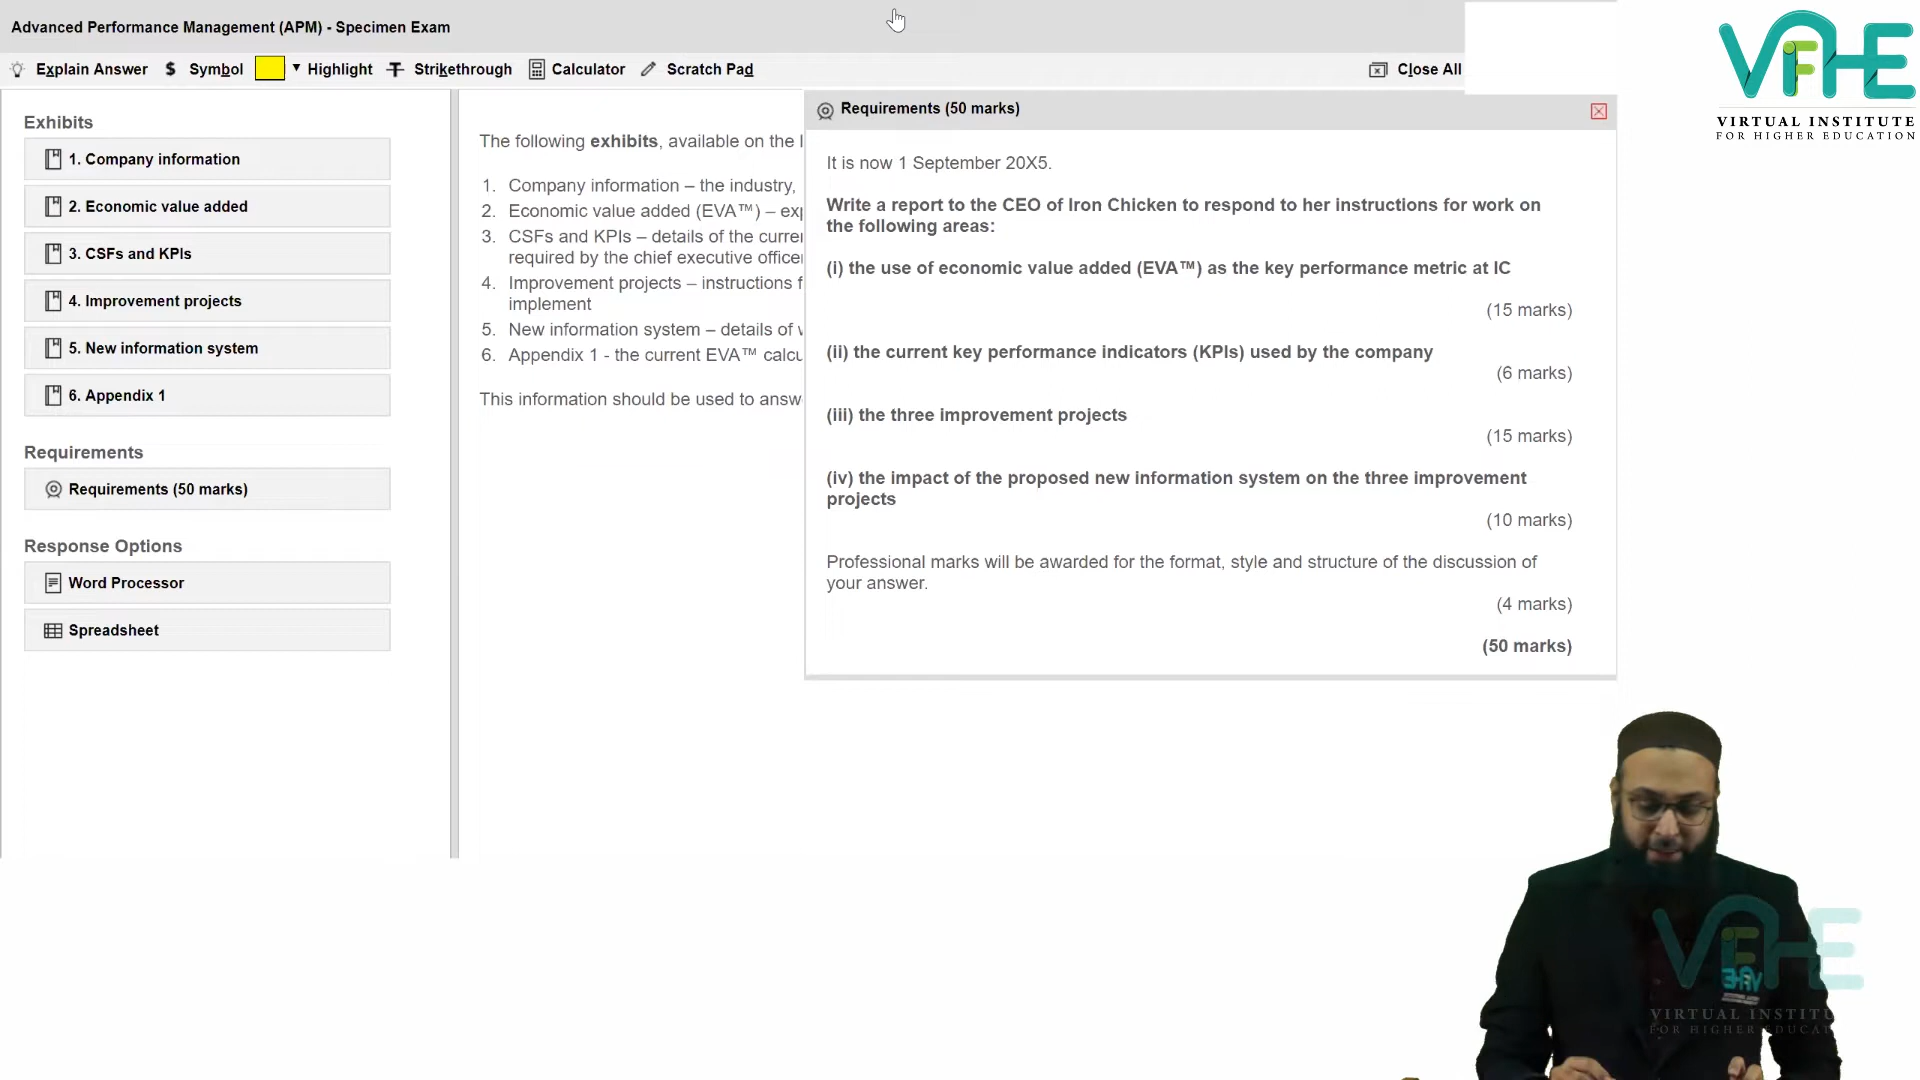 Advanced Performance Management (APM) - Specimen Exam
Explain Answer $ Symbol Highlight Strikethrough Calculator Scratch Pad Close All
VIFHE
VIRTUAL INSTITUTE
FOR HIGHER EDUCATION
Exhibits
1. Company information
2. Economic value added
3. CSFs and KPIs
4. Improvement projects
5. New information system
6. Appendix 1
Requirements
Requirements (50 marks)
Response Options
Word Processor
Spreadsheet
The following exhibits, available on the
1. Company information – the industry,
2. Economic value added (EVA™) –
3. CSFs and KPIs – details of the
required by the chief executive
4. Improvement projects – instructions
implement
5. New information system – details of
6. Appendix 1 - the current EVA™
This information should be used to
Requirements (50 marks)
It is now 1 September 20X5.
Write a report to the CEO of Iron Chicken to respond to her instructions for work on
the following areas:
(i) the use of economic value added (EVA™) as the key performance metric at IC
(15 marks)
(ii) the current key performance indicators (KPIs) used by the company
(6 marks)
(iii) the three improvement projects
(15 marks)
(iv) the impact of the proposed new information system on the three improvement
projects
(10 marks)
Professional marks will be awarded for the format, style and structure of the discussion of
your answer.
(4 marks)
(50 marks)
VIFHE
VIRTUAL
FOR HIGHER